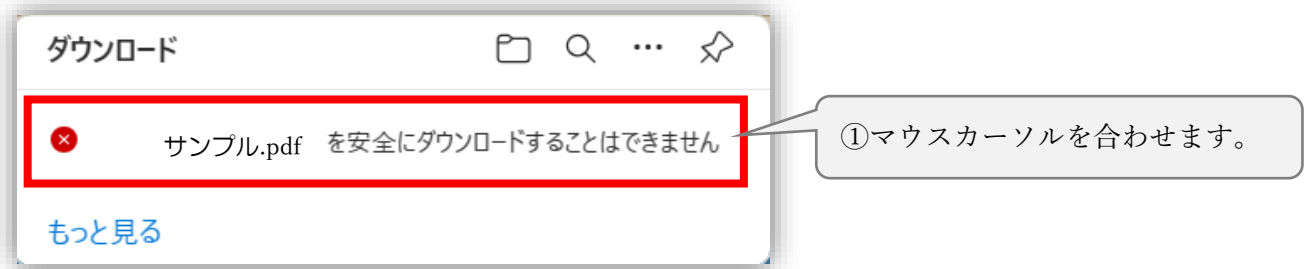 ダウンロード
サンプル.pdf を安全にダウンロードすることはできません
①マウスカーソルを合わせます。
もっと見る